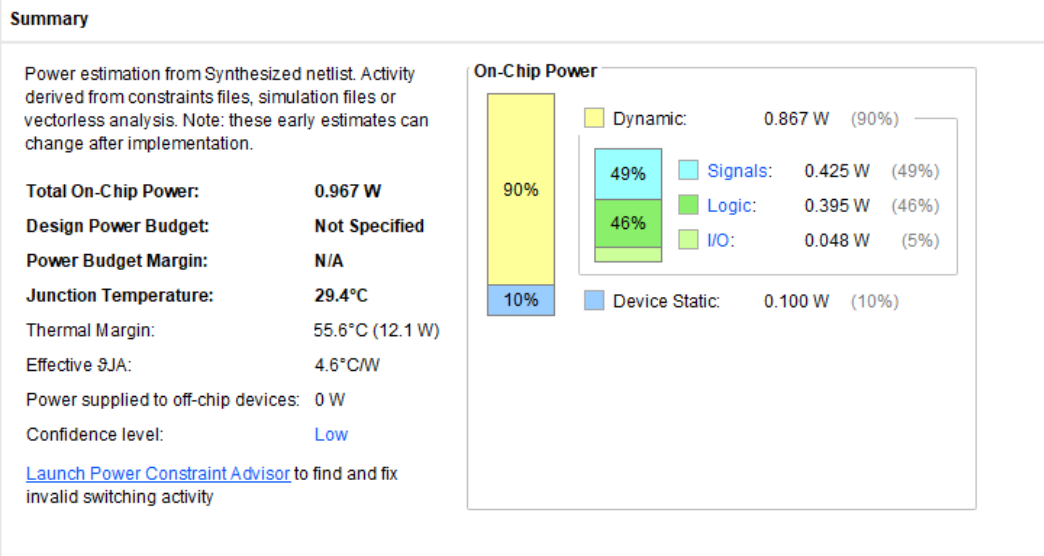 Summary
Power estimation from Synthesized netlist. Activity
derived from constraints files, simulation files or
vectorless analysis. Note: these early estimates can
change after implementation.
Total On-Chip Power: 0.967 W
Design Power Budget: Not Specified
Power Budget Margin: N/A
Junction Temperature: 29.4°C
Thermal Margin: 55.6°C (12.1 W)
Effective ϑJA: 4.6°C/W
Power supplied to off-chip devices: 0 W
Confidence level: Low
Launch Power Constraint Advisor to find and fix
invalid switching activity
On-Chip Power
90%
10%
Dynamic: 0.867 W (90%)
49%
46%
Signals: 0.425 W (49%)
Logic: 0.395 W (46%)
I/O: 0.048 W (5%)
Device Static: 0.100 W (10%)